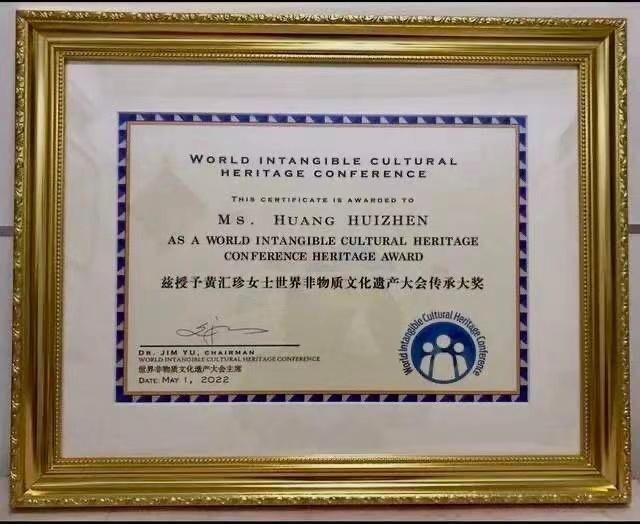 WORLD INTANGIBLE CULTURAL
HERITAGE CONFERENCE
THIS CERTIFICATE IS AWARDED TO
MS. HUANG HUIZHEN
AS A WORLD INTANGIBLE CULTURAL HERITAGE
CONFERENCE HERITAGE AWARD
兹授予黄汇珍女士世界非物质文化遗产大会传承大奖
DR. JIM YU, CHAIRMAN
WORLD INTANGIBLE CULTURAL HERITAGE CONFERENCE
世界非物质文化遗产大会主席
DATE: MAY 1, 2022
World Intangible Cultural Heritage Conference